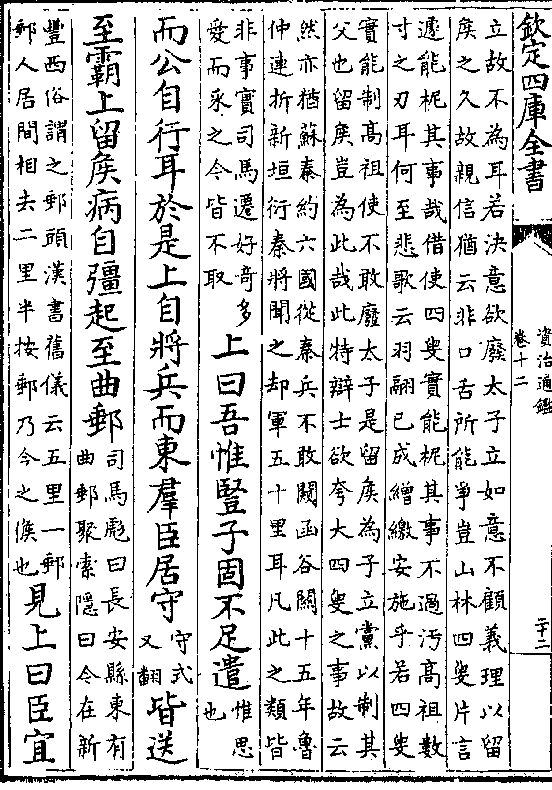 欽定四庫全書
資治通鑑
卷十二
二十二
立故不為耳若決意欲廢太子立如意不顧義理以留
侯之久故親信猶云非口舌所能爭豈山林四叟片言
遽能柅其事哉借使四叟實能柅其事不過汚高祖數
寸之刃耳何至悲歌云羽翮已成繒繳安施乎若四叟
實能制高祖使不敢廢太子是留侯為子立黨以制其
父也留侯豈為此哉此特辯士欲夸大四叟之事故云
然亦猶蘇秦約六國從秦兵不敢闚函谷關十五年魯
仲連折新垣衍秦將聞之却軍五十里耳凡此之類皆
非事實司馬遷好奇多
愛而采之今皆不取
上曰吾惟豎子固不足遣
惟思
也
而公自行耳於是上自將兵而東羣臣居守
守式
又翻
皆送
至霸上留侯病自彊起至曲郵
司馬彪曰長安縣東有
曲郵聚索隱曰今在新
豐西俗謂之郵頭漢書舊儀云五里一郵
郵人居間相去二里半按郵乃今之候也
見上曰臣宜